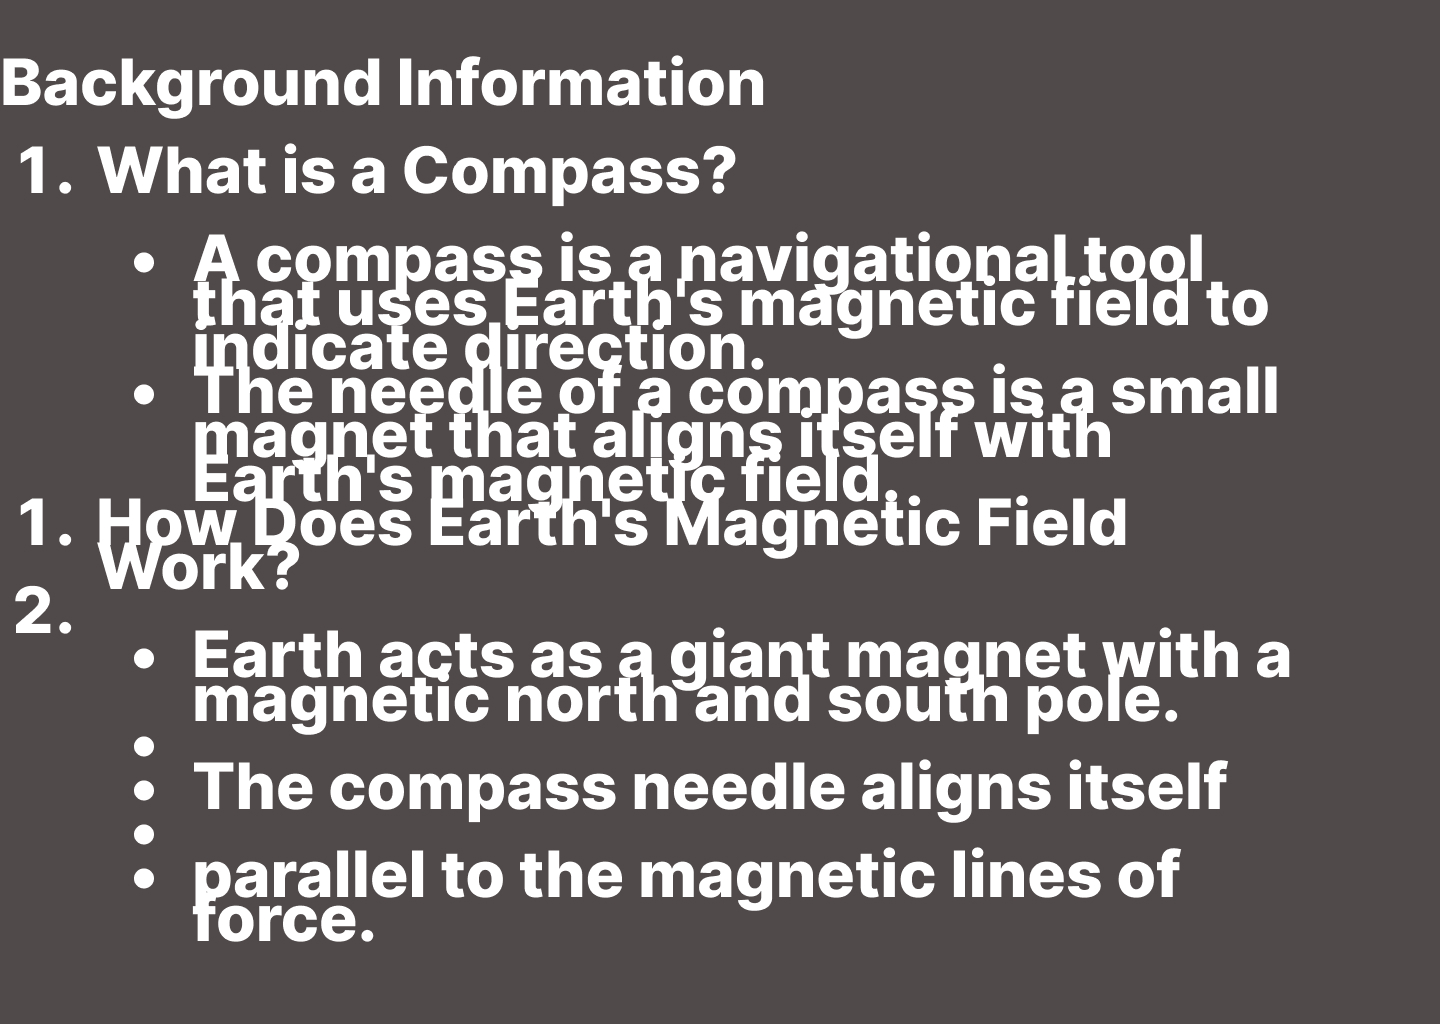 Background Information
1. What is a Compass?
• A compass is a navigational tool
that uses Earth's magnetic field to
indicate direction.
• The needle of a compass is a small
magnet that aligns itself with
Earth's magnetic field.
1. How Does Earth's Magnetic Field
Work?
2.
• Earth acts as a giant magnet with a
magnetic north and south pole.
•
• The compass needle aligns itself
•
• parallel to the magnetic lines of
force.